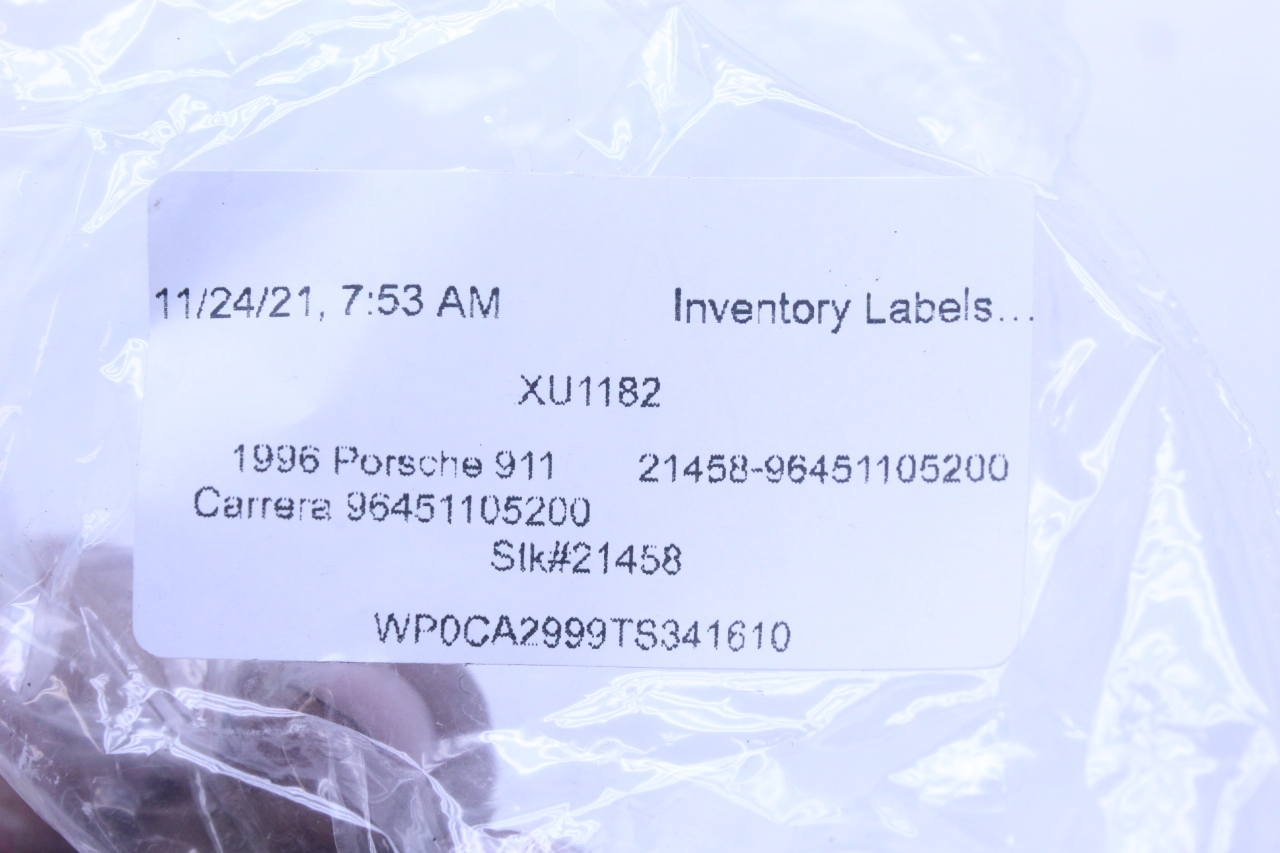 11/24/21, 7:53 AM Inventory Labels...
XU1182
1996 Porsche 911 21458-96451105200
Carrera 96451105200
Stk#21458
WP0CA2999TS341610